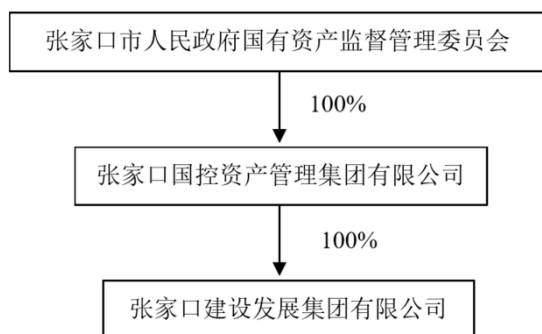 张家口市人民政府国有资产监督管理委员会
100%
张家口国控资产管理集团有限公司
100%
张家口建设发展集团有限公司